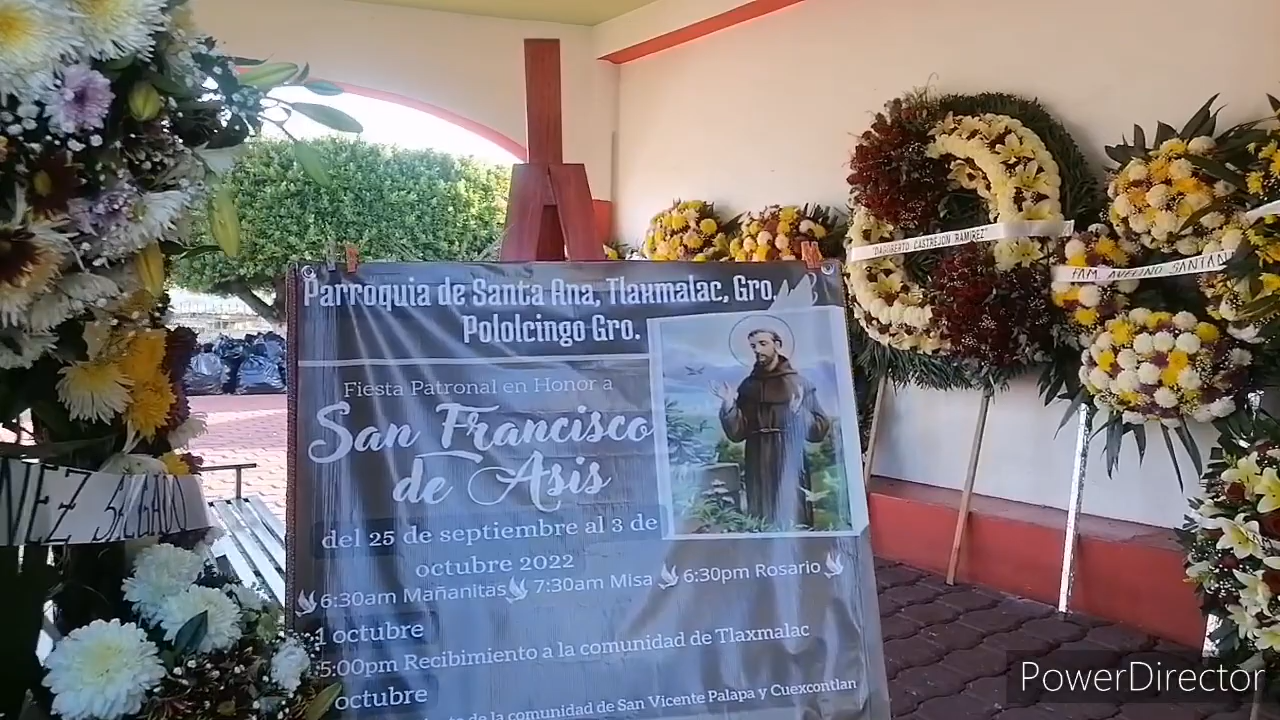 Parroquia de Santa Ana, Tlaxmalac, Gro.
Pololcingo Gro.
Fiesta Patronal en Honor a
San Francisco
de Asis
del 25 de septiembre al 3 de
octubre 2022
6:30am Mañanitas 7:30am Misa 6:30pm Rosario
1 octubre
5:00pm Recibimiento a la comunidad de Tlaxmalac
octubre
de la comunidad de San Vicente Palapa y Cuexcontlan
"DAGOBERTO CASTREJON RAMIREZ"
FAM. AVELINO SANTAN
NEZ SALGADO
PowerDirector